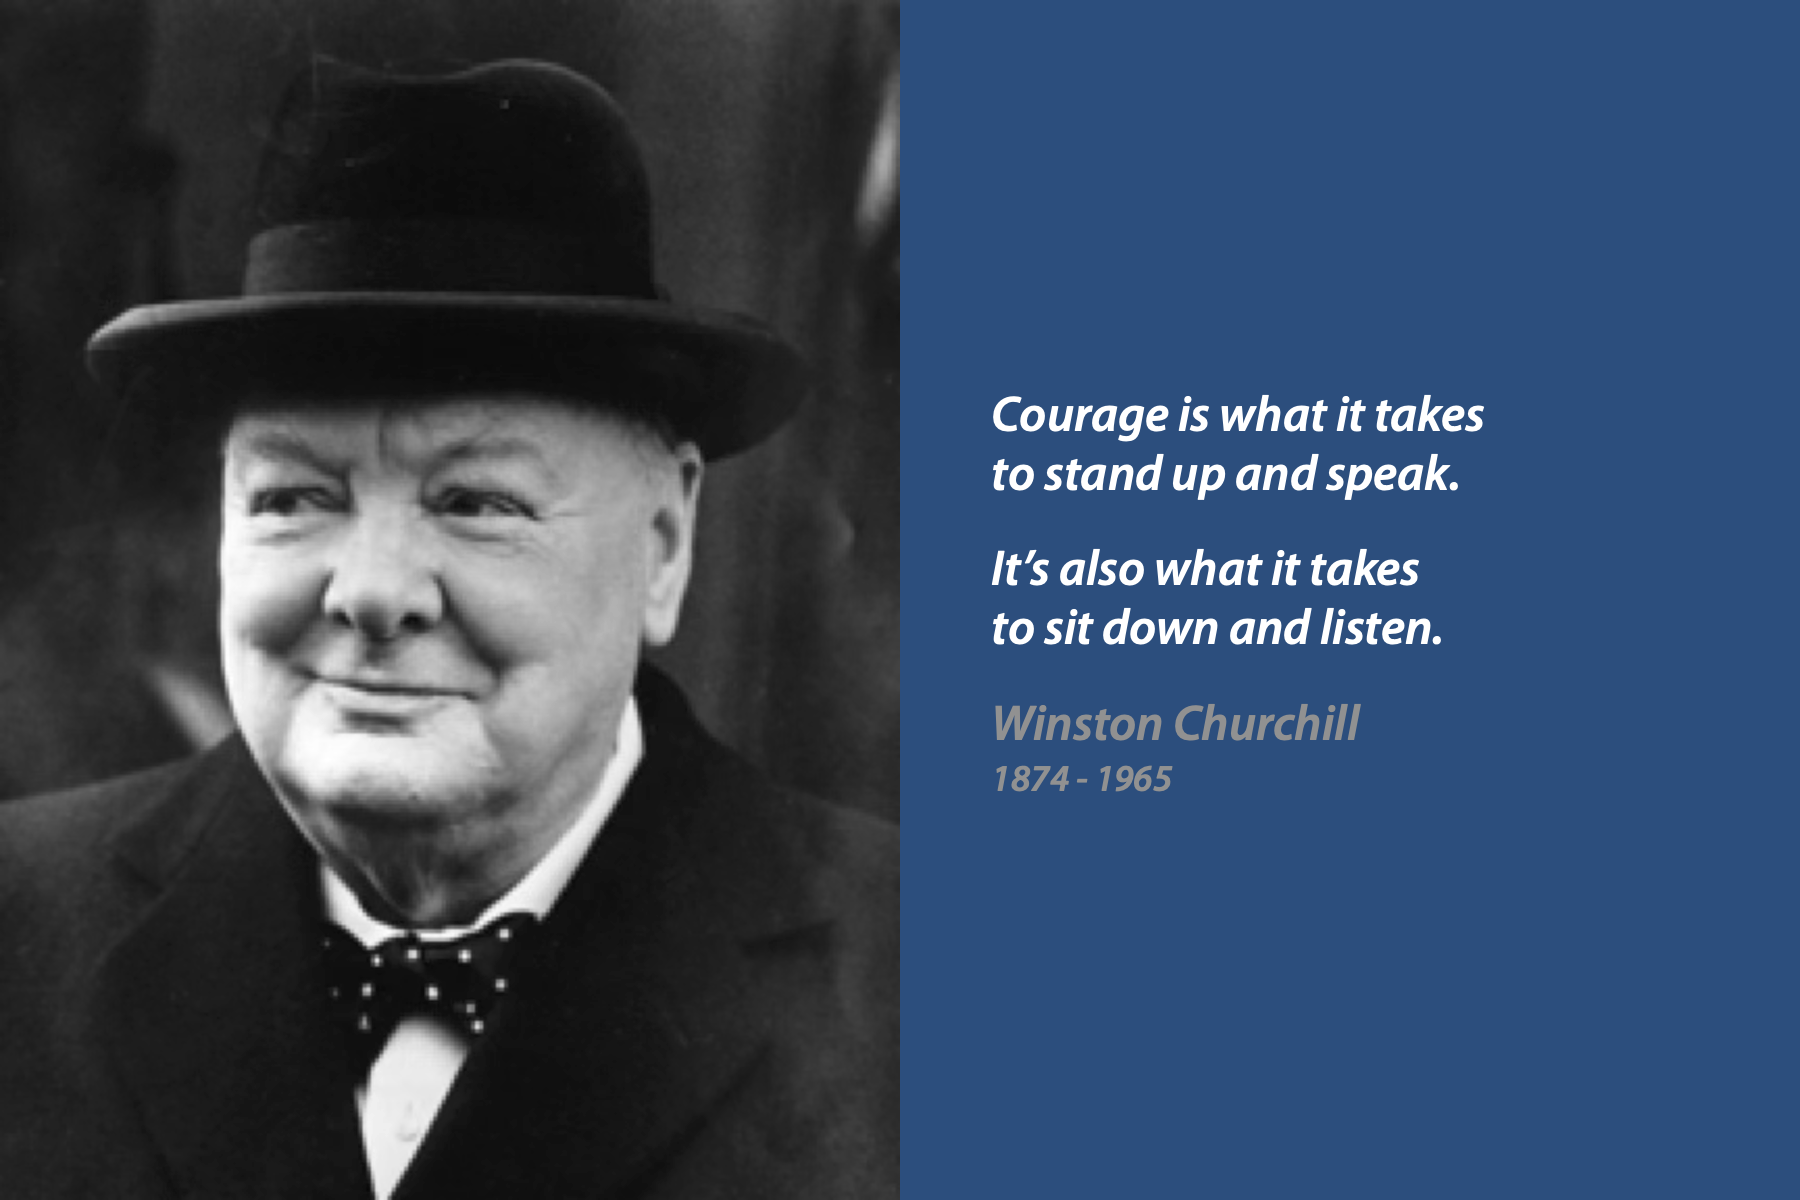 Courage is what it takes
to stand up and speak.
It’s also what it takes
to sit down and listen.
Winston Churchill
1874 - 1965